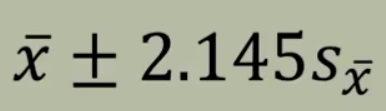 x̄ ± 2.145s_x̄